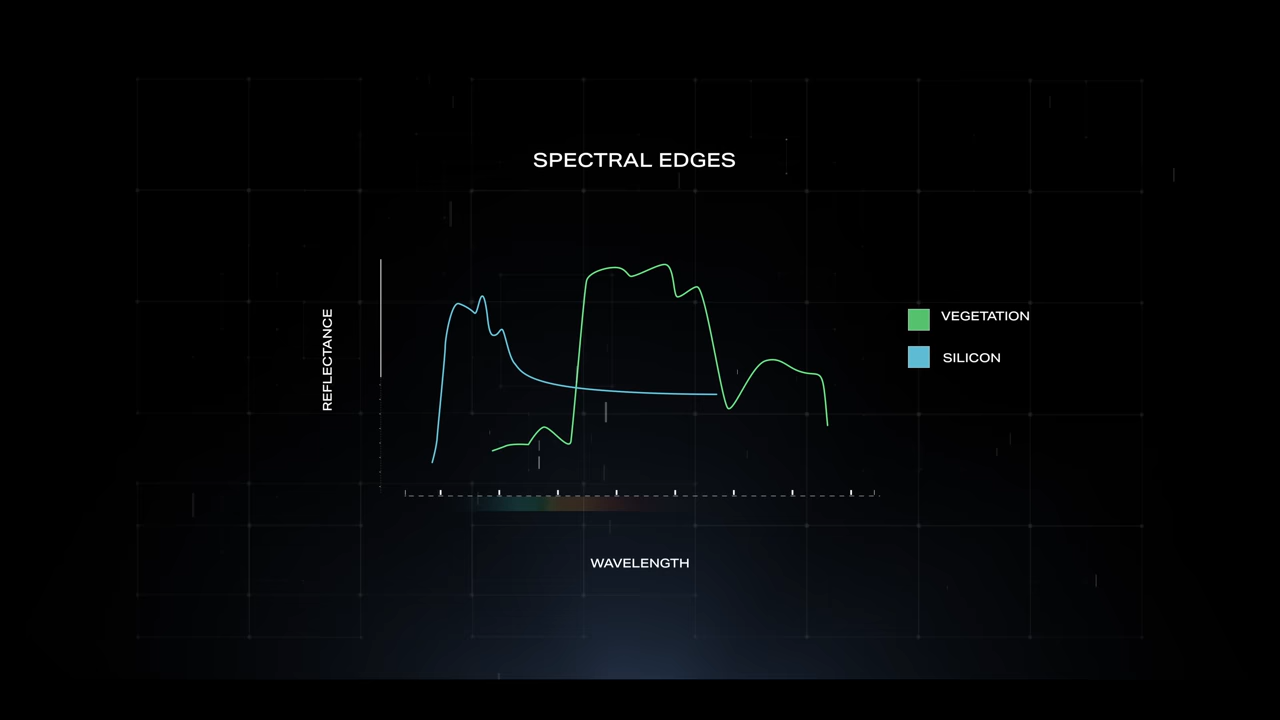 SPECTRAL EDGES
REFLECTANCE
VEGETATION
SILICON
WAVELENGTH